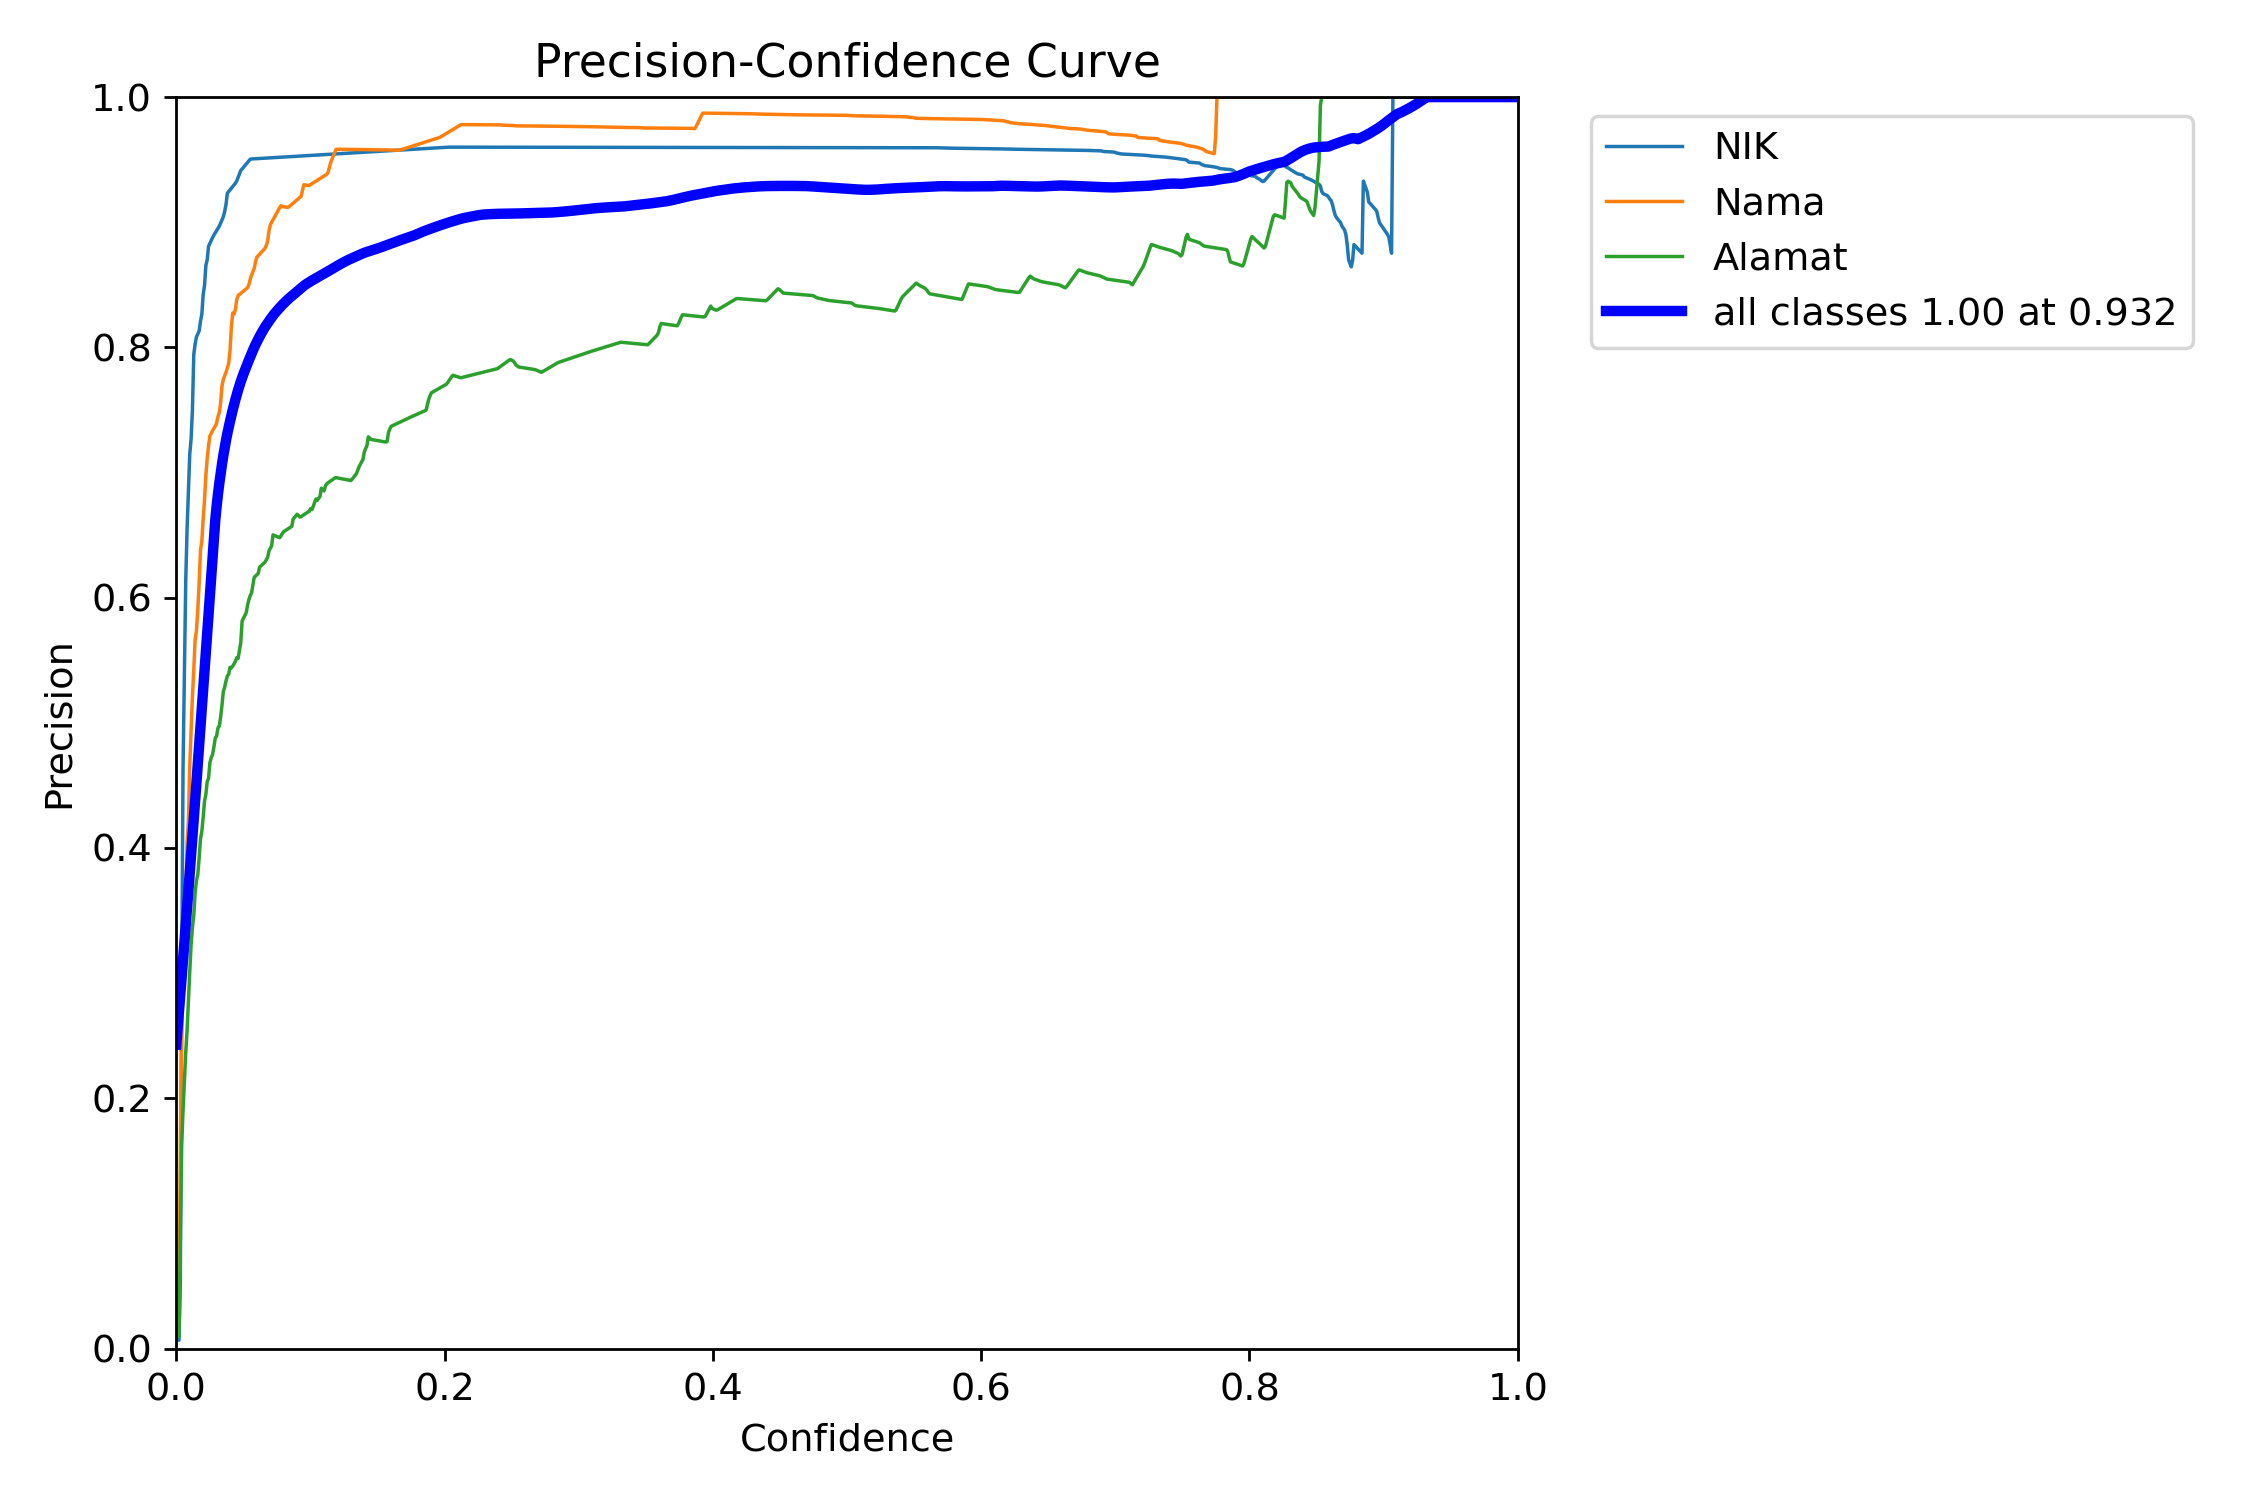 Precision-Confidence Curve
1.0
0.8
0.6
0.4
0.2
0.0
Precision
0.0 0.2 0.4 0.6 0.8 1.0
Confidence
NIK
Nama
Alamat
all classes 1.00 at 0.932